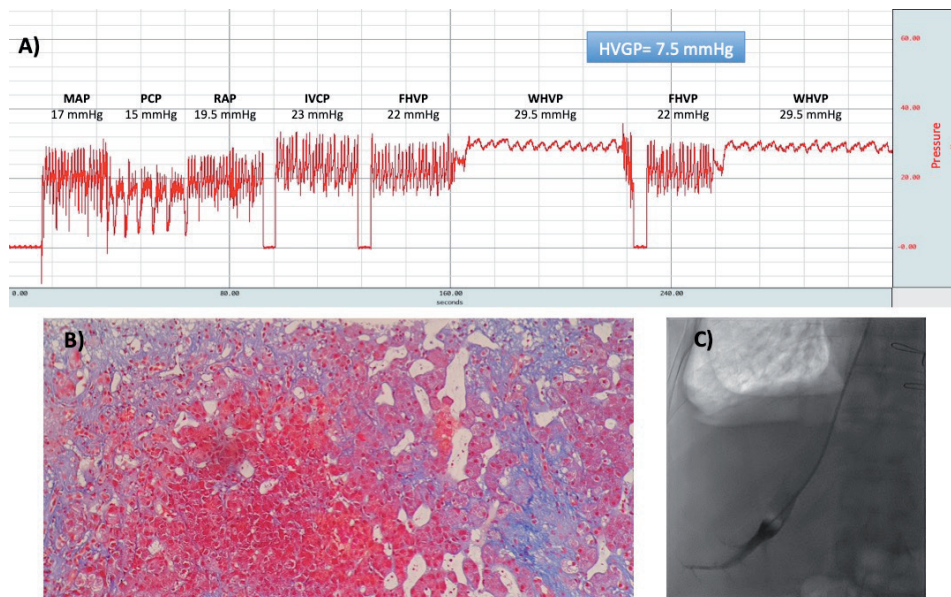 A)
HVGP= 7.5 mmHg
MAP PCP RAP IVCP FHVP WHVP FHVP WHVP
17 mmHg 15 mmHg 19.5 mmHg 23 mmHg 22 mmHg 29.5 mmHg 22 mmHg 29.5 mmHg
60.00
40.00
20.00
-0.00
Pressure
0.00 80.00 160.00 240.00
seconds
B)
C)